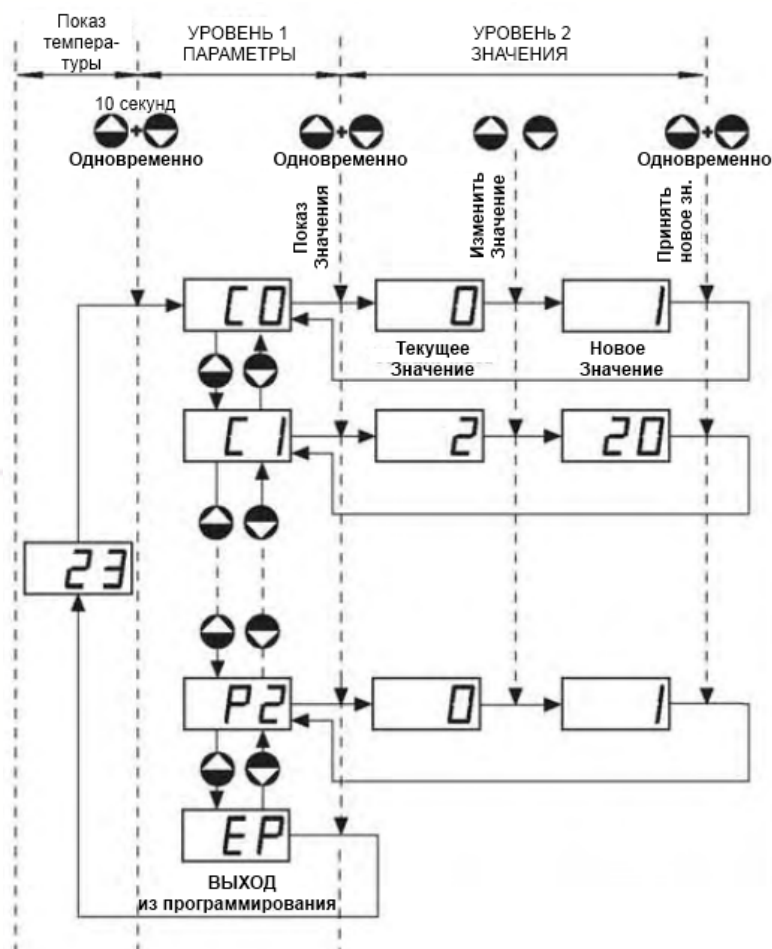 Показ
темпера-
туры
УРОВЕНЬ 1
ПАРАМЕТРЫ
УРОВЕНЬ 2
ЗНАЧЕНИЯ
10 секунд
Одновременно
Одновременно
Одновременно
Показ
Значения
Изменить
Значение
Принять
новое зн.
C0
0
1
Текущее
Значение
Новое
Значение
C1
2
20
23
P2
0
1
EP
ВЫХОД
из программирования